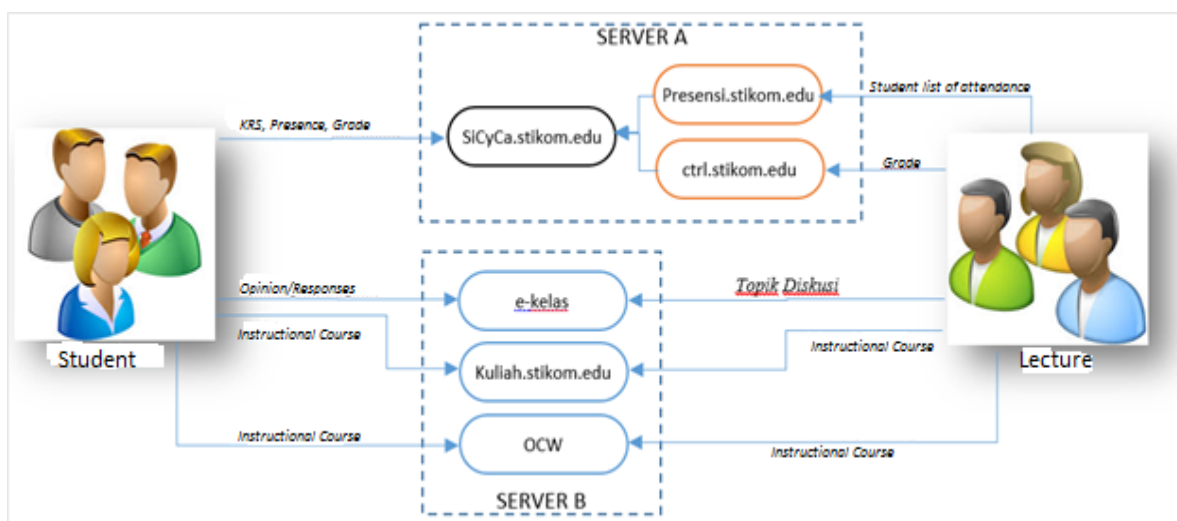 SERVER A
Presensi.stikom.edu
Student list of attendance
KRS, Presence, Grade
SiCyCa.stikom.edu
ctrl.stikom.edu
Grade
Opinion/Responses
e-kelas
Topik Diskusi
Instructional Course
Instructional Course
Student
Kuliah.stikom.edu
Lecture
Instructional Course
OCW
Instructional Course
SERVER B